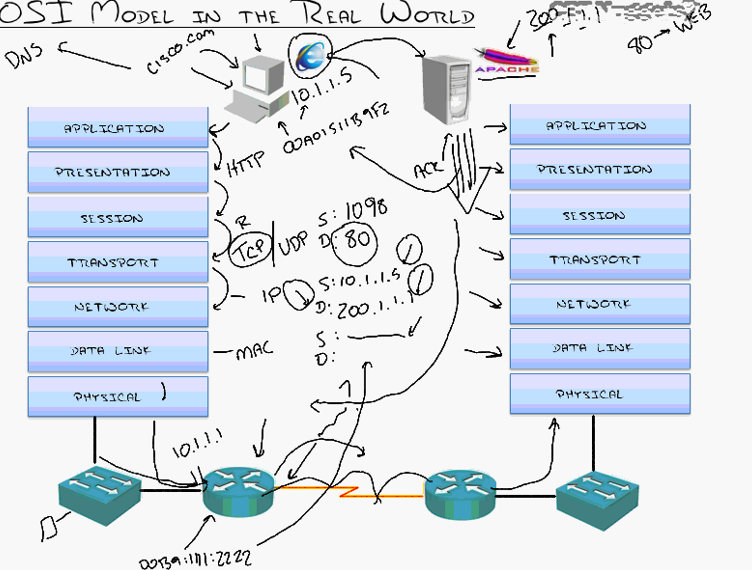 OSI MODEL IN THE REAL WORLD
DNS
CISCO.COM
10.1.1.5
00A01511B9F2
APACHE
200.1.1.1
80 → WEB
APPLICATION
PRESENTATION
SESSION
TRANSPORT
NETWORK
DATA LINK
PHYSICAL
HTTP
R
TCP/UDP
S: 1098
D: 80
IP
S: 10.1.1.5
D: 200.1.1.1
MAC
S:
D:
ACK
APPLICATION
PRESENTATION
SESSION
TRANSPORT
NETWORK
DATA LINK
PHYSICAL
10.1.1.1
00B9:1111:2222